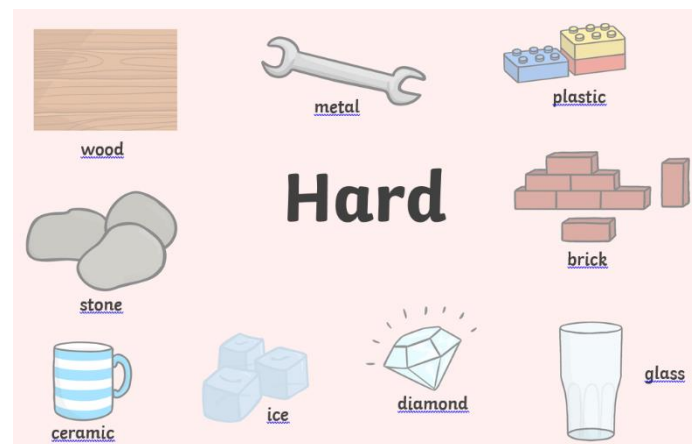 metal
plastic
wood
Hard
brick
stone
diamond
glass
ice
ceramic